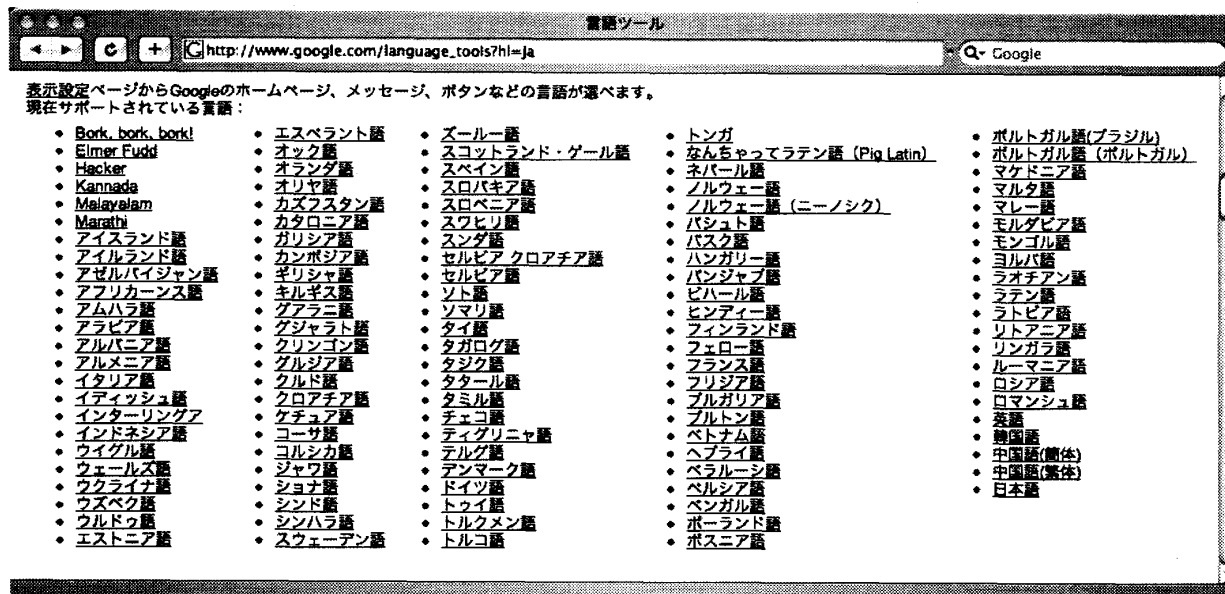 言語ツール
http://www.google.com/language_tools?hl=ja
Google
表示設定ページからGoogleのホームページ、メッセージ、ボタンなどの言語が選べます。
現在サポートされている言語：
Bork, bork, bork!
Elmer Fudd
Hacker
Kannada
Malayalam
Marathi
アイスランド語
アイルランド語
アゼルバイジャン語
アフリカーンス語
アムハラ語
アラビア語
アルバニア語
アルメニア語
イタリア語
イディッシュ語
インターリングア
インドネシア語
ウイグル語
ウェールズ語
ウクライナ語
ウズベク語
ウルドゥ語
エストニア語
エスペラント語
オック語
オランダ語
オリヤ語
カズフスタン語
カタロニア語
ガリシア語
カンボジア語
ギリシャ語
キルギス語
グアラニ語
グジャラト語
クリンゴン語
グルジア語
クルド語
クロアチア語
ケチュア語
コーサ語
コルシカ語
ジャワ語
ショナ語
シンド語
シンハラ語
スウェーデン語
ズールー語
スコットランド・ゲール語
スペイン語
スロバキア語
スロベニア語
スワヒリ語
スンダ語
セルビア クロアチア語
セルビア語
ソト語
ソマリ語
タイ語
タガログ語
タジク語
タタール語
タミル語
チェコ語
ティグリニャ語
テルグ語
デンマーク語
ドイツ語
トゥイ語
トルクメン語
トルコ語
トンガ
なんちゃってラテン語（Pig Latin）
ネパール語
ノルウェー語
ノルウェー語（ニーノシク）
パシュト語
バスク語
ハンガリー語
パンジャブ語
ビハール語
ヒンディー語
フィンランド語
フェロー語
フランス語
フリジア語
ブルガリア語
ブルトン語
ベトナム語
ヘブライ語
ベラルーシ語
ペルシア語
ベンガル語
ポーランド語
ボスニア語
ポルトガル語(ブラジル)
ポルトガル語（ポルトガル）
マケドニア語
マルタ語
マレー語
モルダビア語
モンゴル語
ヨルバ語
ラオチアン語
ラテン語
ラトビア語
リトアニア語
リンガラ語
ルーマニア語
ロシア語
ロマンシュ語
英語
韓国語
中国語(簡体)
中国語(繁体)
日本語